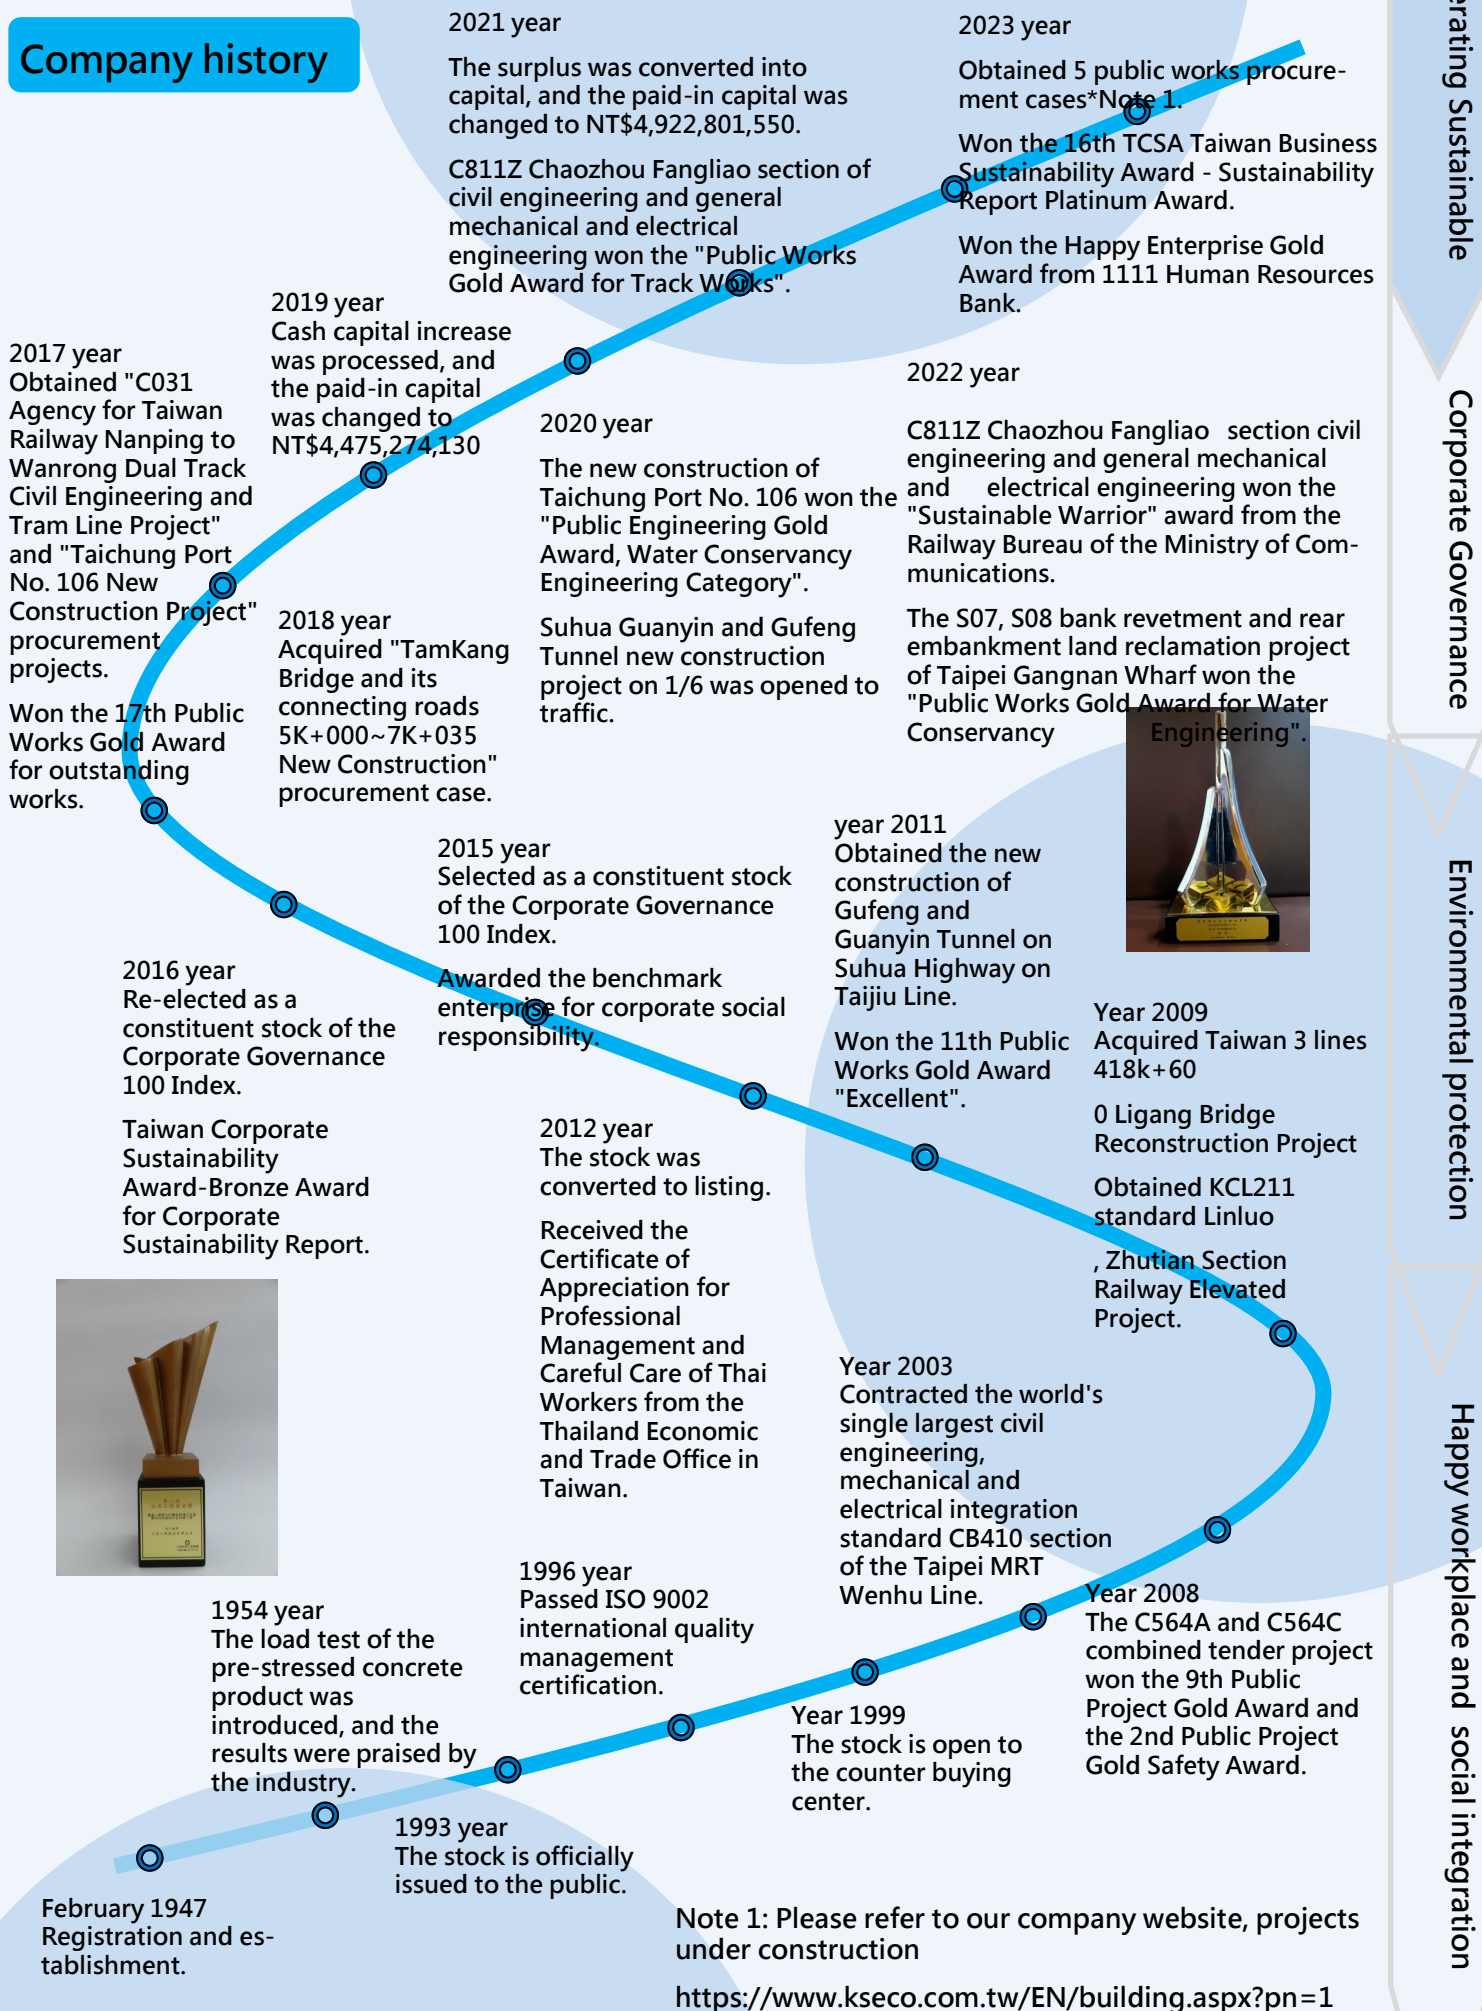 Company history
2021 year
The surplus was converted into
capital, and the paid-in capital was
changed to NT$4,922,801,550.
C811Z Chaozhou Fangliao section of
civil engineering and general
mechanical and electrical
engineering won the "Public Works
Gold Award for Track Works".
2023 year
Obtained 5 public works procure-
ment cases*Note 1.
Won the 16th TCSA Taiwan Business
Sustainability Award - Sustainability
Report Platinum Award.
Won the Happy Enterprise Gold
Award from 1111 Human Resources
Bank.
2019 year
Cash capital increase
was processed, and
the paid-in capital
was changed to
NT$4,475,274,130
2017 year
Obtained "C031
Agency for Taiwan
Railway Nanping to
Wanrong Dual Track
Civil Engineering and
Tram Line Project"
and "Taichung Port
No. 106 New
Construction Project"
procurement
projects.
Won the 17th Public
Works Gold Award
for outstanding
works.
2018 year
Acquired "TamKang
Bridge and its
connecting roads
5K+000~7K+035
New Construction"
procurement case.
2020 year
The new construction of
Taichung Port No. 106 won the
"Public Engineering Gold
Award, Water Conservancy
Engineering Category".
Suhua Guanyin and Gufeng
Tunnel new construction
project on 1/6 was opened to
traffic.
2022 year
C811Z Chaozhou Fangliao section civil
engineering and general mechanical
and electrical engineering won the
"Sustainable Warrior" award from the
Railway Bureau of the Ministry of Com-
munications.
The S07, S08 bank revetment and rear
embankment land reclamation project
of Taipei Gangnan Wharf won the
"Public Works Gold Award for Water
Conservancy Engineering".
2015 year
Selected as a constituent stock
of the Corporate Governance
100 Index.
Awarded the benchmark
enterprise for corporate social
responsibility.
year 2011
Obtained the new
construction of
Gufeng and
Guanyin Tunnel on
Suhua Highway on
Taijiu Line.
Won the 11th Public
Works Gold Award
"Excellent".
2016 year
Re-elected as a
constituent stock of the
Corporate Governance
100 Index.
Taiwan Corporate
Sustainability
Award-Bronze Award
for Corporate
Sustainability Report.
Year 2009
Acquired Taiwan 3 lines
418k+60
0 Ligang Bridge
Reconstruction Project
Obtained KCL211
standard Linluo
, Zhutian Section
Railway Elevated
Project.
2012 year
The stock was
converted to listing.
Received the
Certificate of
Appreciation for
Professional
Management and
Careful Care of Thai
Workers from the
Thailand Economic
and Trade Office in
Taiwan.
Year 2003
Contracted the world's
single largest civil
engineering,
mechanical and
electrical integration
standard CB410 section
of the Taipei MRT
Wenhu Line.
1996 year
Passed ISO 9002
international quality
management
certification.
1954 year
The load test of the
pre-stressed concrete
product was
introduced, and the
results were praised by
the industry.
Year 2008
The C564A and C564C
combined tender project
won the 9th Public
Project Gold Award and
the 2nd Public Project
Gold Safety Award.
Year 1999
The stock is open to
the counter buying
center.
1993 year
The stock is officially
issued to the public.
February 1947
Registration and es-
tablishment.
Note 1: Please refer to our company website, projects
under construction
https://www.kseco.com.tw/EN/building.aspx?pn=1
Sustainable
Corporate Governance
Environmental protection
Happy workplace and social integration